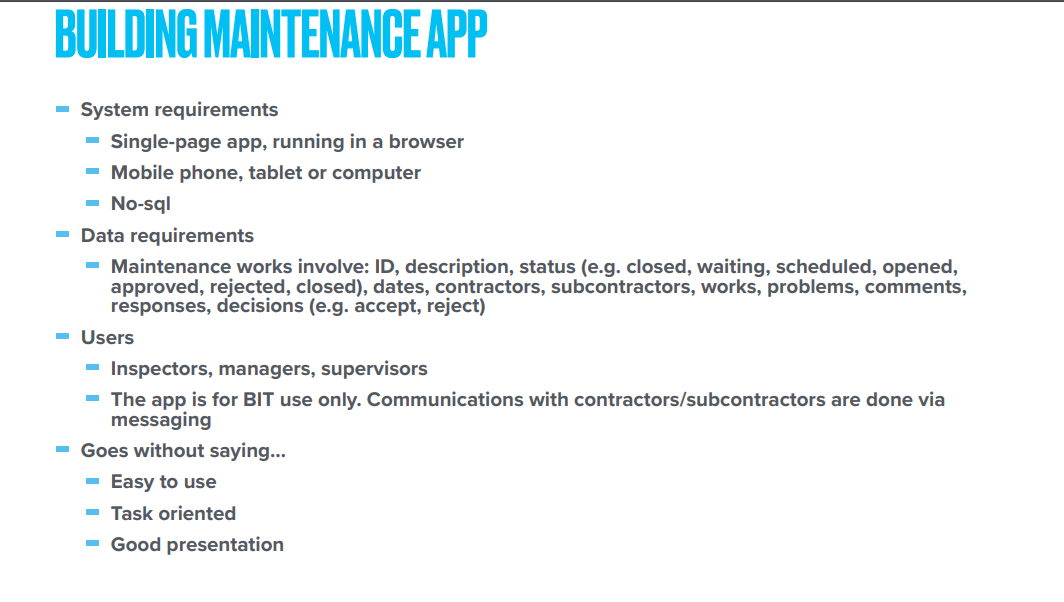 BUILDING MAINTENANCE APP
System requirements
Single-page app, running in a browser
Mobile phone, tablet or computer
No-sql
Data requirements
Maintenance works involve: ID, description, status (e.g. closed, waiting, scheduled, opened,
approved, rejected, closed), dates, contractors, subcontractors, works, problems, comments,
responses, decisions (e.g. accept, reject)
Users
Inspectors, managers, supervisors
The app is for BIT use only. Communications with contractors/subcontractors are done via
messaging
Goes without saying...
Easy to use
Task oriented
Good presentation